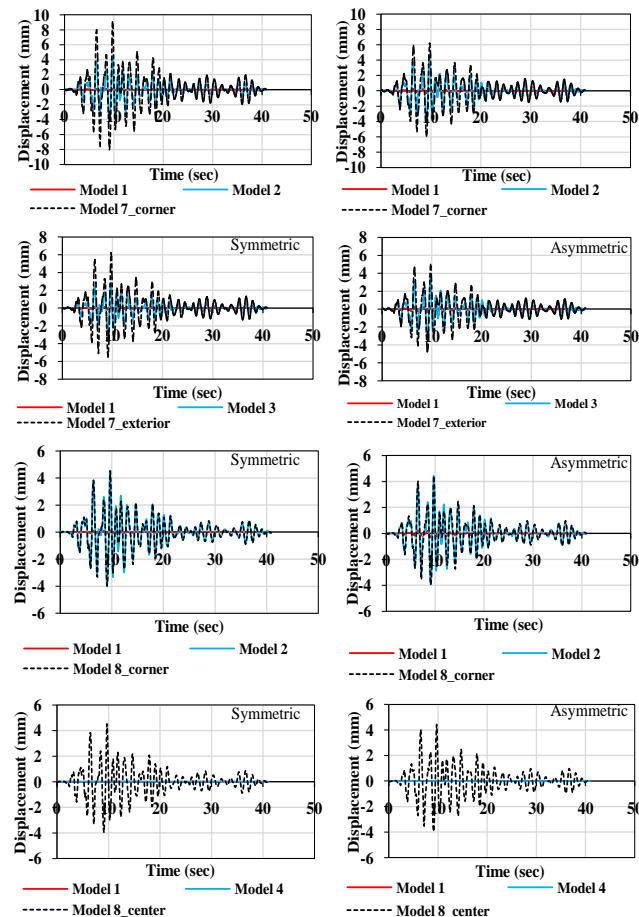 Displacement (mm)
10
8
6
4
2
0
-2
-4
-6
-8
-10
0 10 20 30 40 50
Time (sec)
Model 1 Model 2
Model 7_corner
Displacement (mm)
10
8
6
4
2
0
-2
-4
-6
-8
-10
0 10 20 30 40 50
Time (sec)
Model 1 Model 2
Model 7_corner
Symmetric
Displacement (mm)
8
6
4
2
0
-2
-4
-6
-8
0 10 20 30 40 50
Time (sec)
Model 1 Model 3
Model 7_exterior
Asymmetric
Displacement (mm)
8
6
4
2
0
-2
-4
-6
-8
0 10 20 30 40 50
Time (sec)
Model 1 Model 3
Model 7_exterior
Symmetric
Displacement (mm)
6
4
2
0
-2
-4
-6
0 10 20 30 40 50
Time (sec)
Model 1 Model 2
Model 8_corner
Asymmetric
Displacement (mm)
6
4
2
0
-2
-4
-6
0 10 20 30 40 50
Time (sec)
Model 1 Model 2
Model 8_corner
Symmetric
Displacement (mm)
6
4
2
0
-2
-4
-6
0 10 20 30 40 50
Time (sec)
Model 1 Model 4
Model 8_center
Asymmetric
Displacement (mm)
6
4
2
0
-2
-4
-6
0 10 20 30 40 50
Time (sec)
Model 1 Model 4
Model 8_center